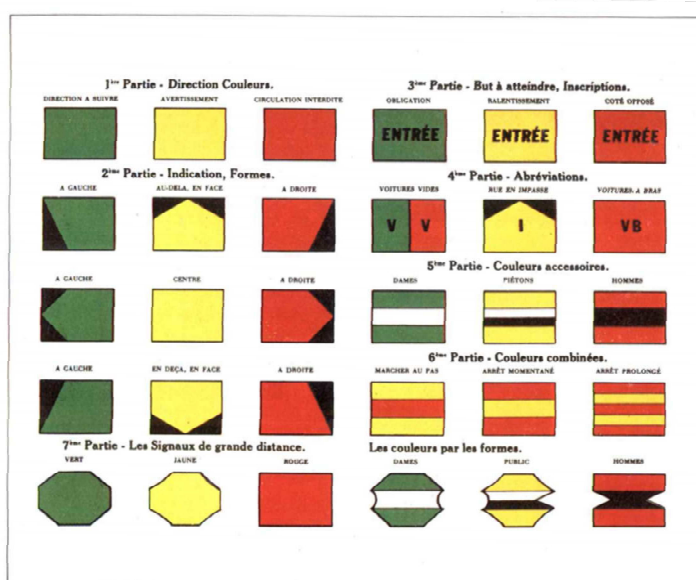 1ère Partie - Direction Couleurs.
DIRECTION A SUIVRE
AVERTISSEMENT
CIRCULATION INTERDITE
2ème Partie - Indication, Formes.
A GAUCHE
AU-DELA, EN FACE
A DROITE
A GAUCHE
CENTRE
A DROITE
A GAUCHE
EN DEÇA, EN FACE
A DROITE
7ème Partie - Les Signaux de grande distance.
VERT
JAUNE
ROUGE
3ème Partie - But à atteindre, Inscriptions.
OBLIGATION
RALENTISSEMENT
COTÉ OPPOSÉ
ENTRÉE
ENTRÉE
ENTRÉE
4ème Partie - Abréviations.
VOITURES VIDES
RUE EN IMPASSE
VOITURES A BRAS
V V
I
VB
5ème Partie - Couleurs accessoires.
DAMES
PIÉTONS
HOMMES
6ème Partie - Couleurs combinées.
MARCHER AU PAS
ARRÊT MOMENTANÉ
ARRÊT PROLONGÉ
Les couleurs par les formes.
DAMES
PUBLIC
HOMMES